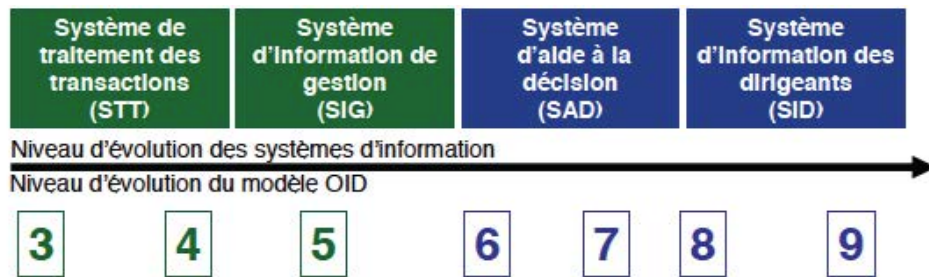 Système de
traitement des
transactions
(STT)
Système
d'information de
gestion
(SIG)
Système
d'aide à la
décision
(SAD)
Système
d'information des
dirigeants
(SID)
Niveau d'évolution des systèmes d'information
Niveau d'évolution du modèle OID
3 4 5 6 7 8 9